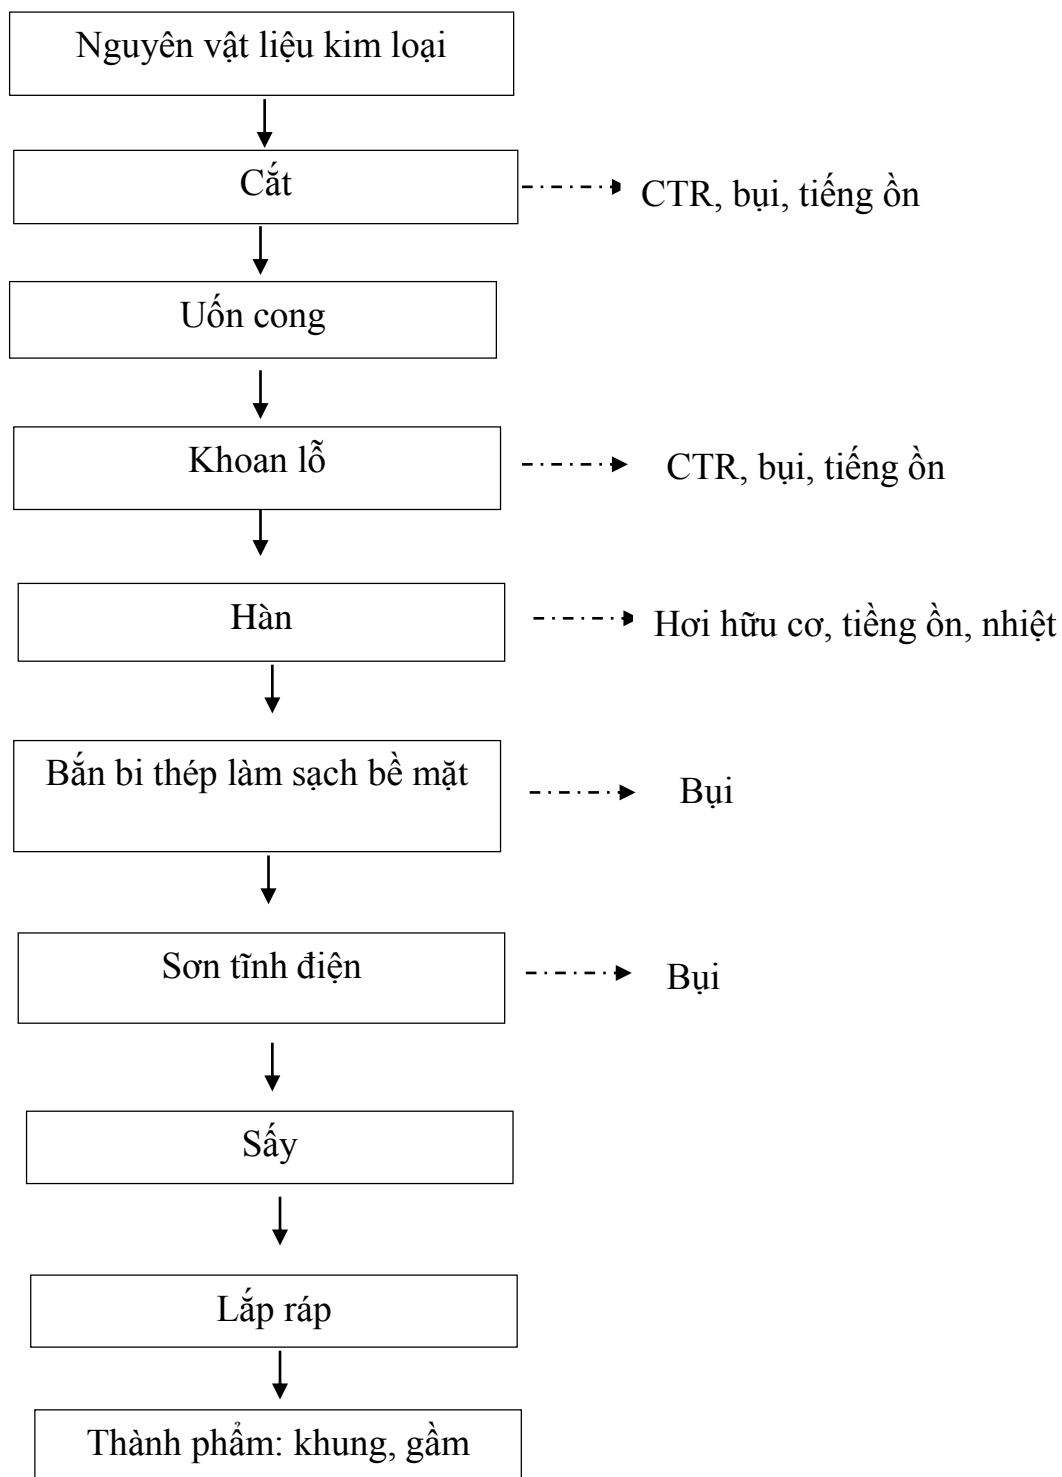 Nguyên vật liệu kim loại
Cắt
CTR, bụi, tiếng ồn
Uốn cong
Khoan lỗ
CTR, bụi, tiếng ồn
Hàn
Hơi hữu cơ, tiềng ồn, nhiệt
Bắn bi thép làm sạch bề mặt
Bụi
Sơn tĩnh điện
Bụi
Sấy
Lắp ráp
Thành phẩm: khung, gầm